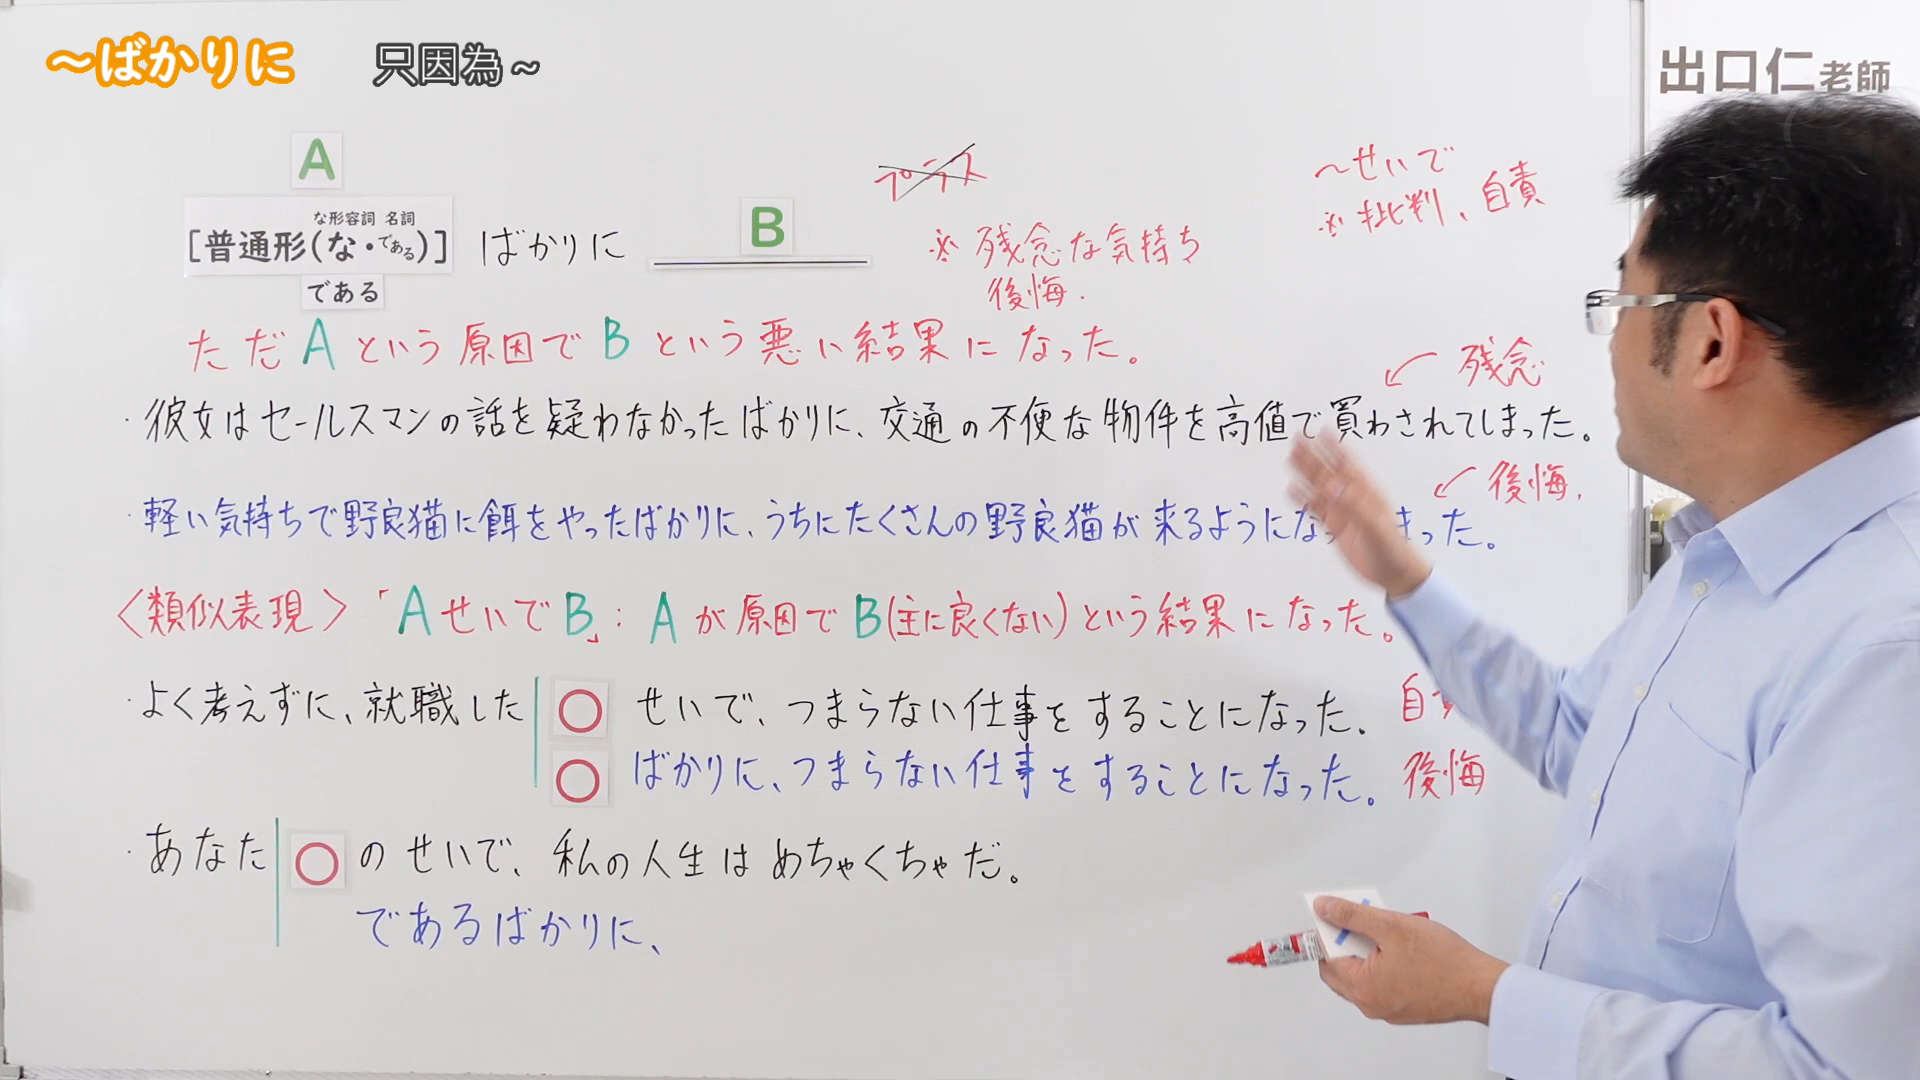 〜ばかりに 只因為~
出口仁老師
A
な形容詞 名詞
[普通形(な・である)] ばかりに B
である
プラス
※ 残念な気持ち
後悔.
〜せいで
※ 批判、自責
ただ A という原因で B という悪い結果になった。
残念
・彼女はセールスマンの話を疑わなかったばかりに、交通の不便な物件を高値で買わされてしまった。
後悔.
・軽い気持ちで野良猫に餌をやったばかりに、うちにたくさんの野良猫が来るようにな まった。
〈類似表現〉「AせいでB」: A が原因で B(主に良くない)という結果になった。
・よく考えずに、就職した ○ せいで、つまらない仕事をすることになった. 自
○ ばかりに、つまらない仕事をすることになった。 後悔
・あなた ○ のせいで、私の人生はめちゃくちゃだ。
であるばかりに、